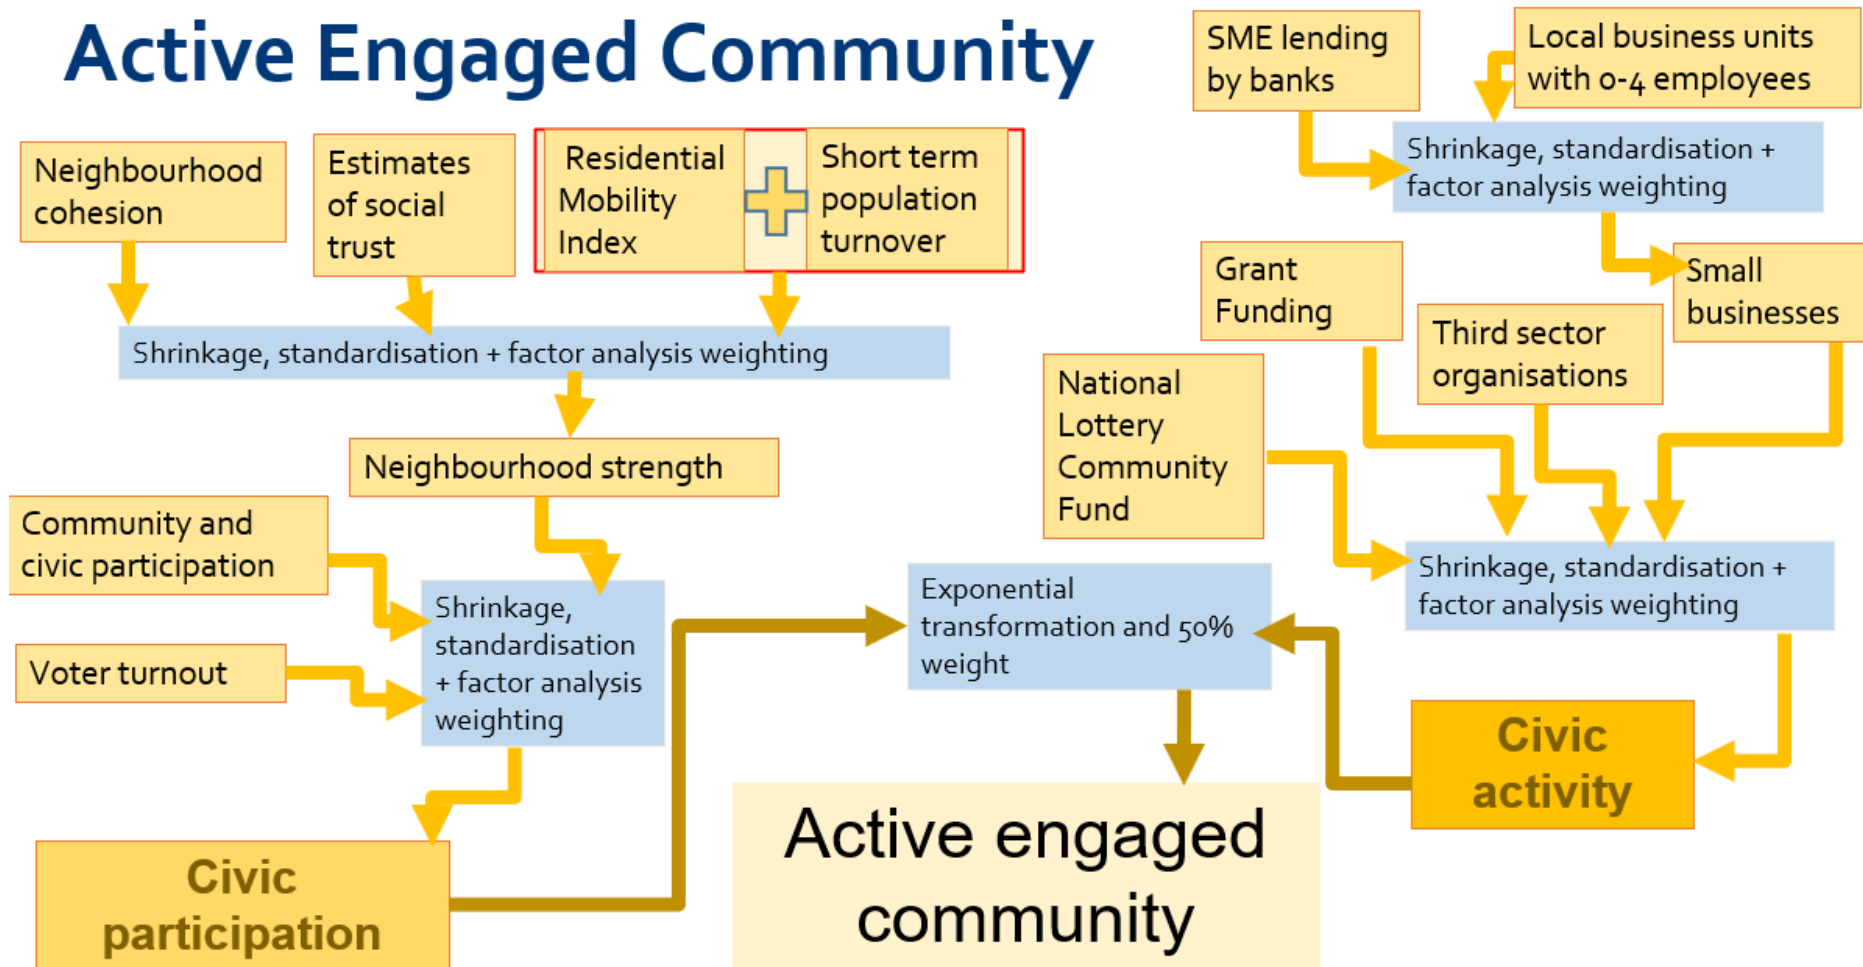 Active Engaged Community
SME lending
by banks
Local business units
with 0-4 employees
Shrinkage, standardisation +
factor analysis weighting
Neighbourhood
cohesion
Estimates
of social
trust
Residential
Mobility
Index
Short term
population
turnover
Shrinkage, standardisation + factor analysis weighting
Grant
Funding
Small
businesses
Third sector
organisations
National
Lottery
Community
Fund
Neighbourhood strength
Community and
civic participation
Voter turnout
Shrinkage,
standardisation
+ factor analysis
weighting
Exponential
transformation and 50%
weight
Shrinkage, standardisation +
factor analysis weighting
Civic
activity
Civic
participation
Active engaged
community